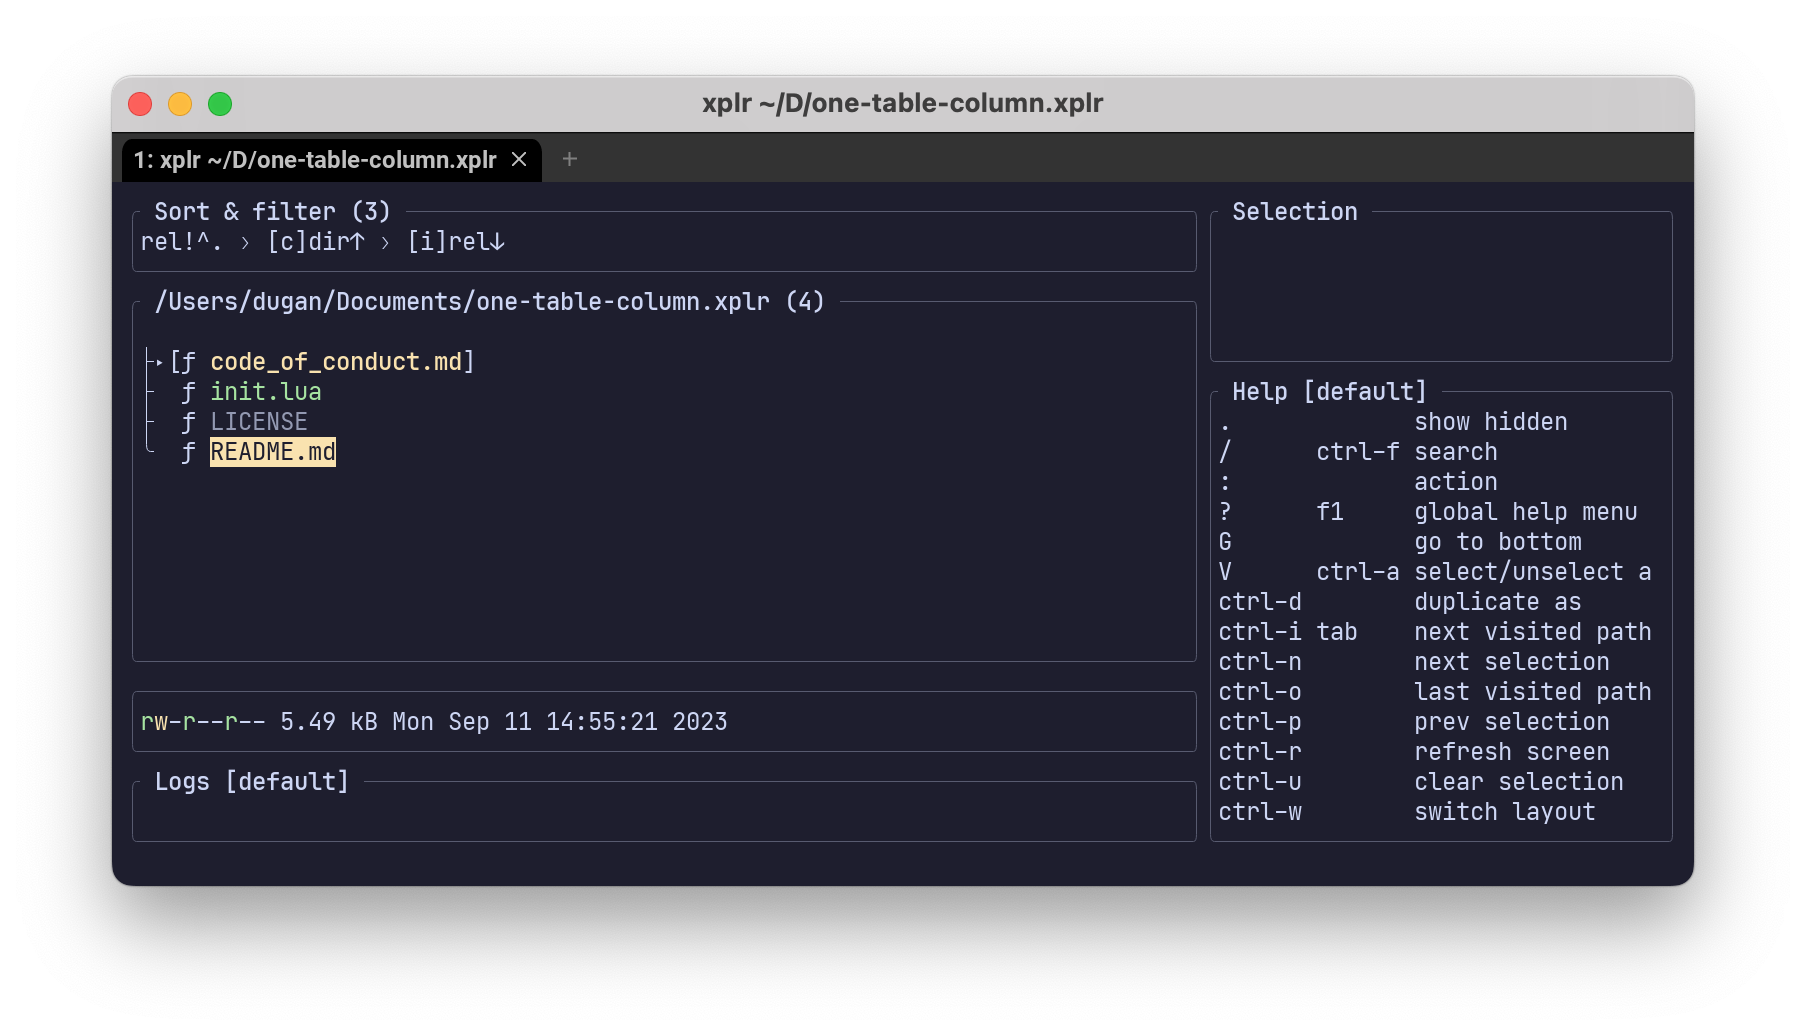 xplr ~/D/one-table-column.xplr
1: xplr ~/D/one-table-column.xplr × +
Sort & filter (3)
rel!^. › [c]dir↑ › [i]rel↓
/Users/dugan/Documents/one-table-column.xplr (4)
├▸[ƒ code_of_conduct.md]
├ ƒ init.lua
├ ƒ LICENSE
╰ ƒ README.md
rw-r--r-- 5.49 kB Mon Sep 11 14:55:21 2023
Logs [default]
Selection
Help [default]
. show hidden
/ ctrl-f search
: action
? f1 global help menu
G go to bottom
V ctrl-a select/unselect a
ctrl-d duplicate as
ctrl-i tab next visited path
ctrl-n next selection
ctrl-o last visited path
ctrl-p prev selection
ctrl-r refresh screen
ctrl-u clear selection
ctrl-w switch layout